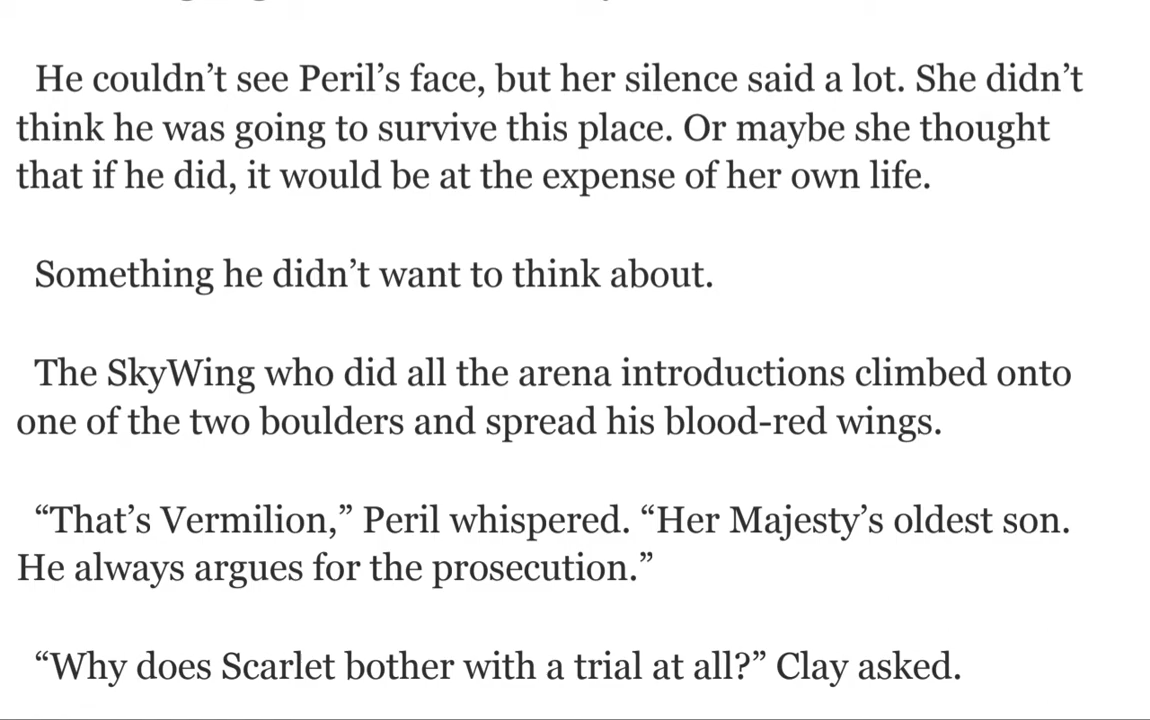 He couldn’t see Peril’s face, but her silence said a lot. She didn’t
think he was going to survive this place. Or maybe she thought
that if he did, it would be at the expense of her own life.
Something he didn’t want to think about.
The SkyWing who did all the arena introductions climbed onto
one of the two boulders and spread his blood-red wings.
“That’s Vermilion,” Peril whispered. “Her Majesty’s oldest son.
He always argues for the prosecution.”
“Why does Scarlet bother with a trial at all?” Clay asked.